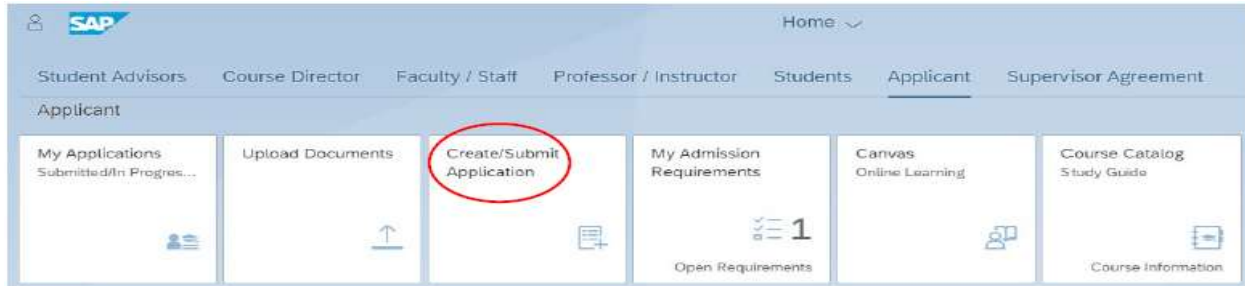 SAP
Home
Student Advisors Course Director Faculty / Staff Professor / Instructor Students Applicant Supervisor Agreement
Applicant
My Applications
Submitted/In Progres...
Upload Documents
Create/Submit
Application
My Admission
Requirements
1
Open Requirements
Canvas
Online Learning
Course Catalog
Study Guide
Course Information